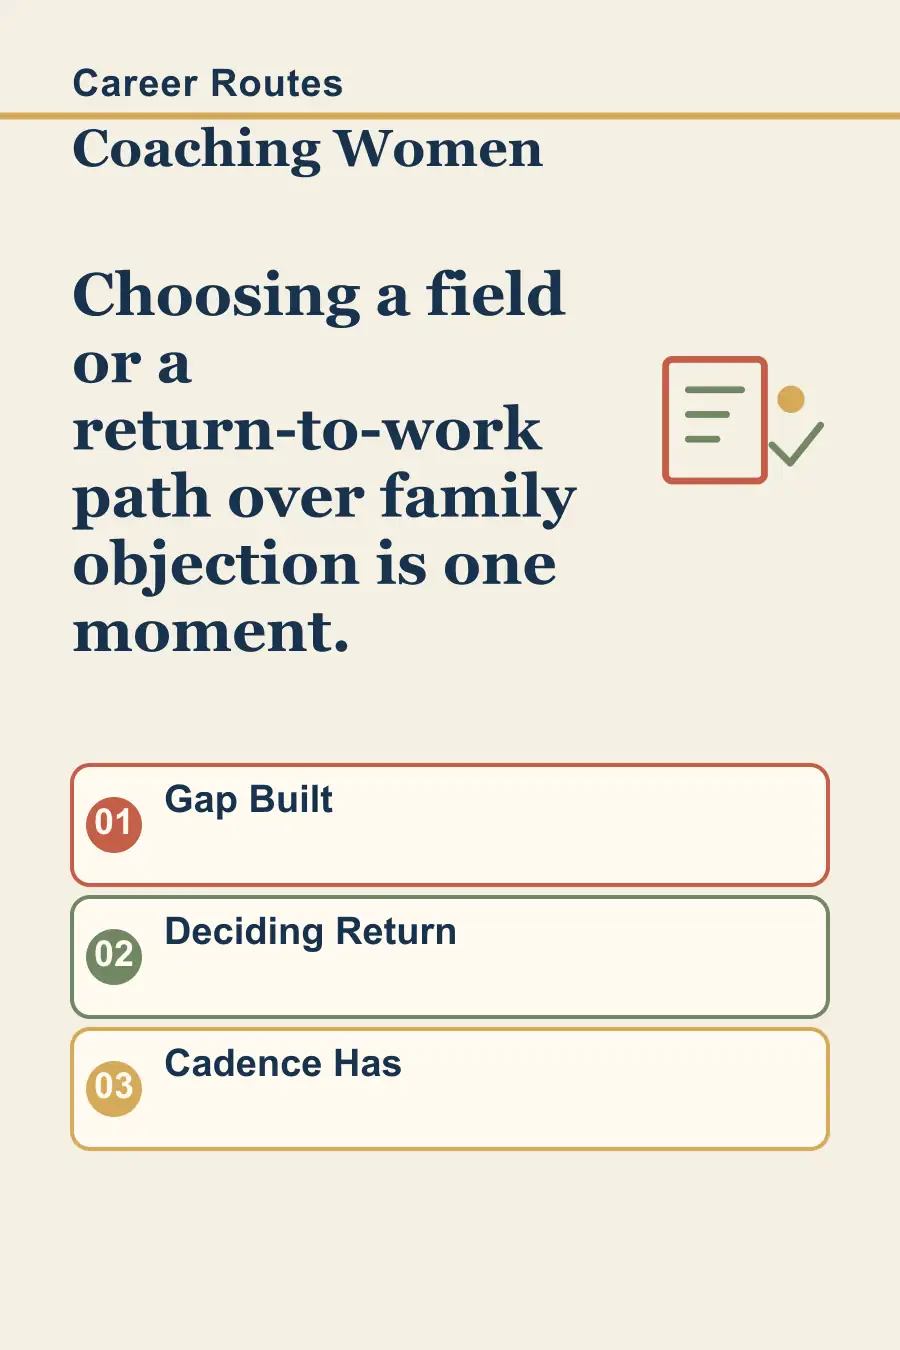 Career Routes
Coaching Women
Choosing a field
or a
return-to-work
path over family
objection is one
moment.
01
Gap Built
02
Deciding Return
03
Cadence Has